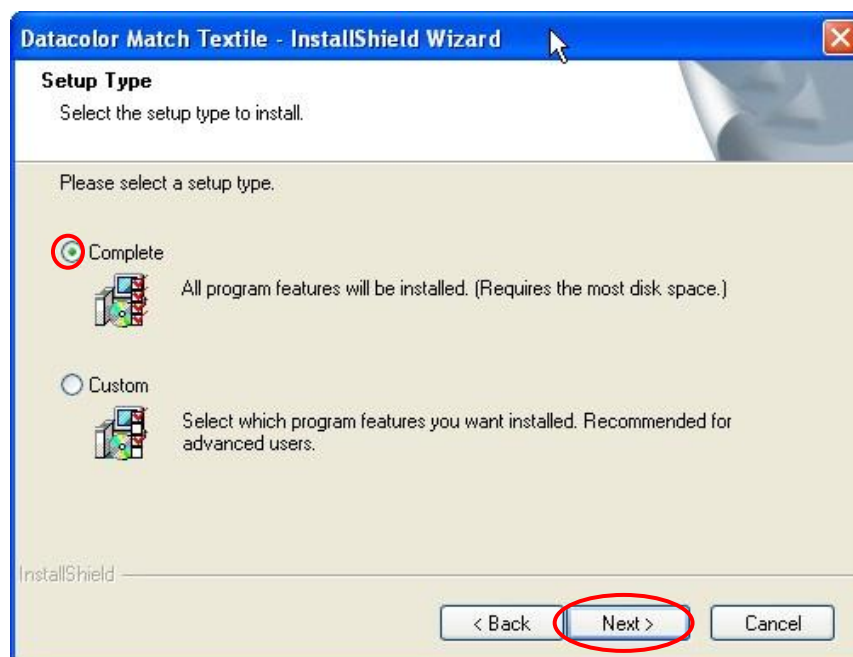 Datacolor Match Textile - InstallShield Wizard
Setup Type
Select the setup type to install.
Please select a setup type.
Complete
All program features will be installed. (Requires the most disk space.)
Custom
Select which program features you want installed. Recommended for
advanced users.
InstallShield
< Back
Next >
Cancel